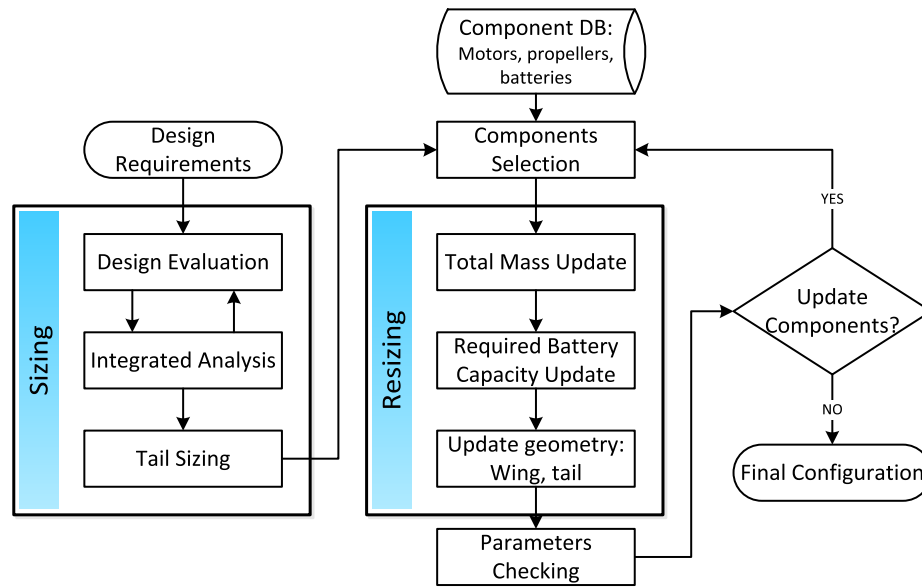 Component DB:
Motors, propellers,
batteries
Design
Requirements
Components
Selection
YES
Sizing
Design Evaluation
Integrated Analysis
Tail Sizing
Resizing
Total Mass Update
Required Battery
Capacity Update
Update geometry:
Wing, tail
Parameters
Checking
Update
Components?
NO
Final Configuration